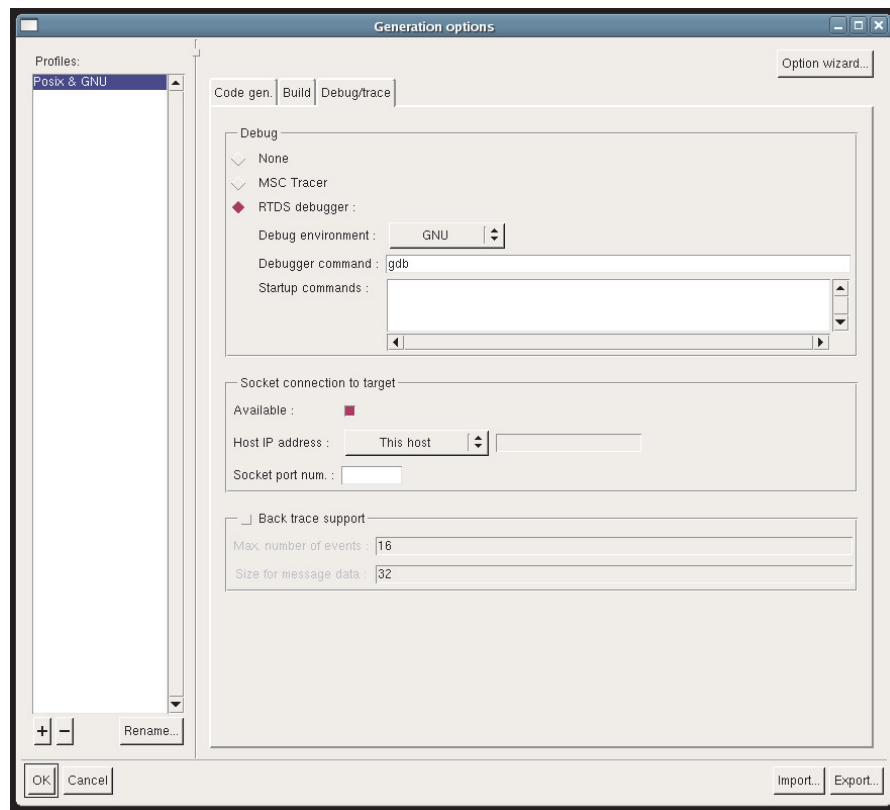 Generation options
Profiles:
Option wizard...
Posix & GNU
Code gen. Build Debug/trace
Debug
None
MSC Tracer
RTDS debugger :
Debug environment : GNU
Debugger command : gdb
Startup commands :
Socket connection to target
Available :
Host IP address : This host
Socket port num. :
Back trace support
Max. number of events : 16
Size for message data : 32
+ − Rename...
OK Cancel Import... Export...